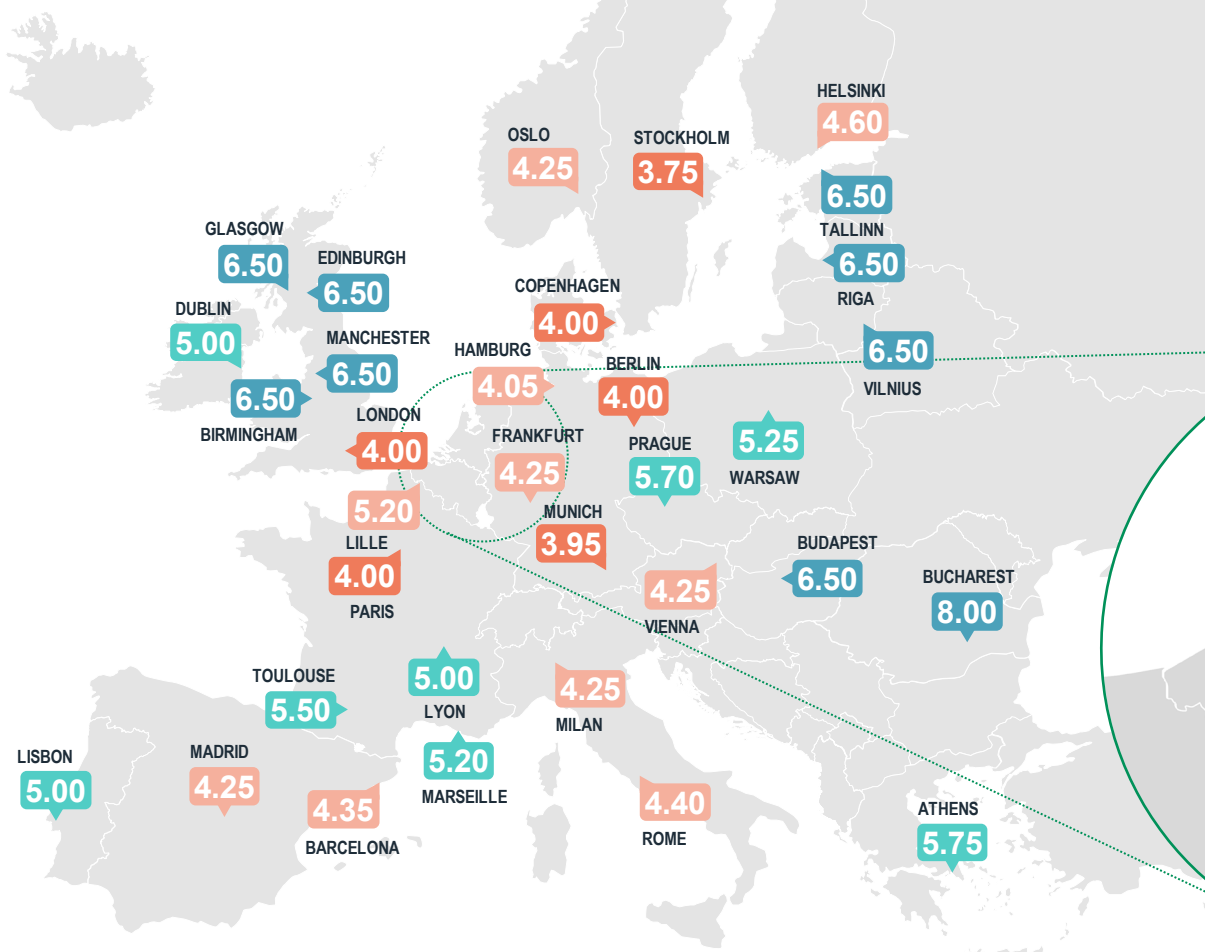 HELSINKI
4.60
OSLO
4.25
STOCKHOLM
3.75
6.50
TALLINN
GLASGOW
6.50
EDINBURGH
6.50
6.50
RIGA
COPENHAGEN
4.00
DUBLIN
5.00
MANCHESTER
6.50
HAMBURG
4.05
BERLIN
4.00
6.50
VILNIUS
6.50
BIRMINGHAM
LONDON
4.00
FRANKFURT
4.25
PRAGUE
5.70
5.25
WARSAW
5.20
LILLE
MUNICH
3.95
4.00
PARIS
BUDAPEST
6.50
BUCHAREST
8.00
4.25
VIENNA
TOULOUSE
5.50
5.00
LYON
4.25
MILAN
LISBON
5.00
MADRID
4.25
5.20
MARSEILLE
4.35
BARCELONA
4.40
ROME
ATHENS
5.75